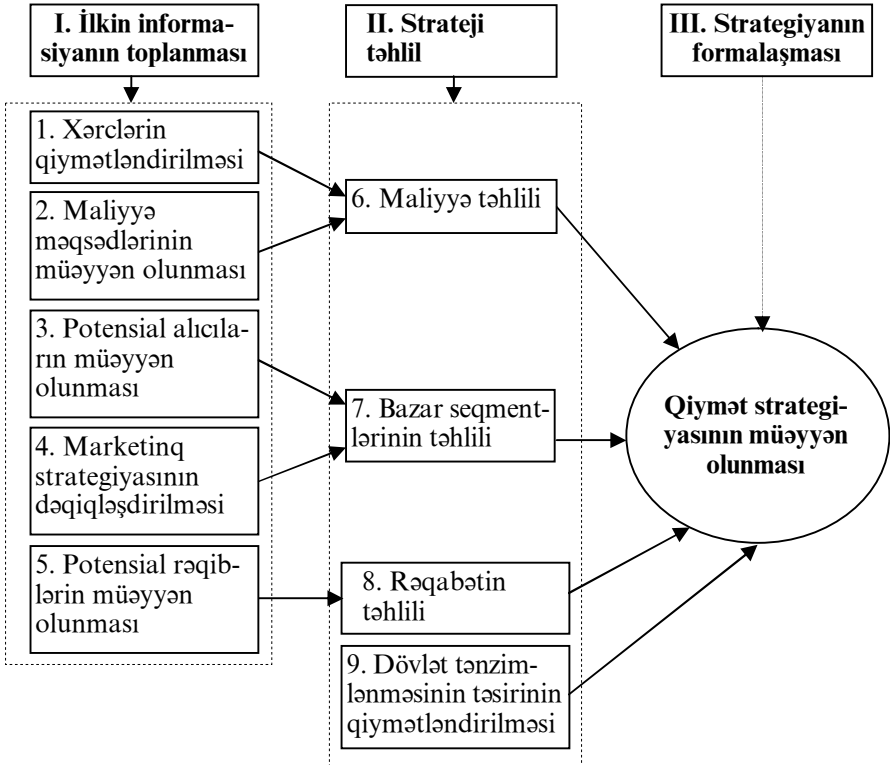 I. İlkin informa-
siyanın toplanması
II. Strateji
təhlil
III. Strategiyanın
formalaşması
1. Xərclərin
qiymətləndirilməsi
2. Maliyyə
məqsədlərinin
müəyyən olunması
3. Potensial alıcıla-
rın müəyyən
olunması
4. Marketinq
strategiyasının
dəqiqləşdirilməsi
5. Potensial rəqib-
lərin müəyyən
olunması
6. Maliyyə təhlili
7. Bazar seqment-
lərinin təhlili
8. Rəqabətin
təhlili
9. Dövlət tənzim-
lənməsinin təsirinin
qiymətləndirilməsi
Qiymət strategi-
yasının müəyyən
olunması